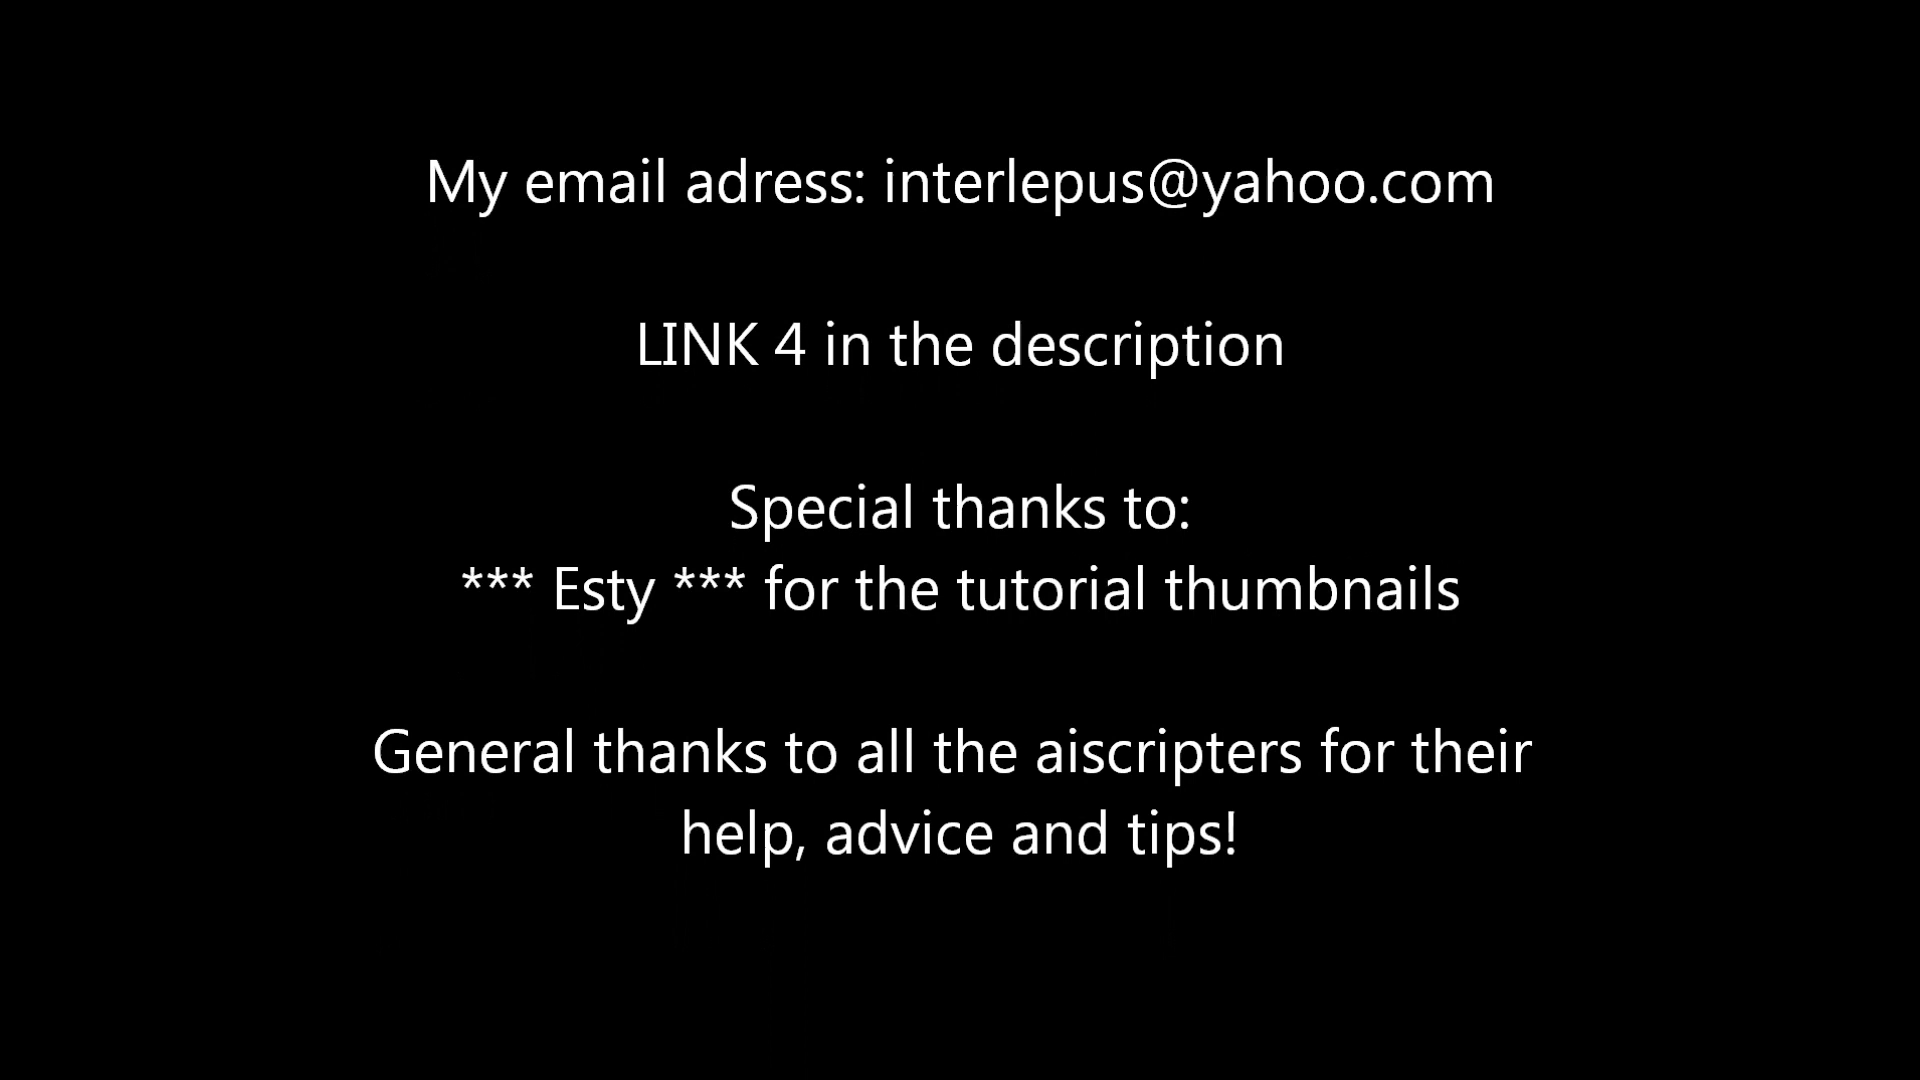 My email adress: interlepus@yahoo.com
LINK 4 in the description
Special thanks to:
*** Esty *** for the tutorial thumbnails
General thanks to all the aiscripters for their
help, advice and tips!